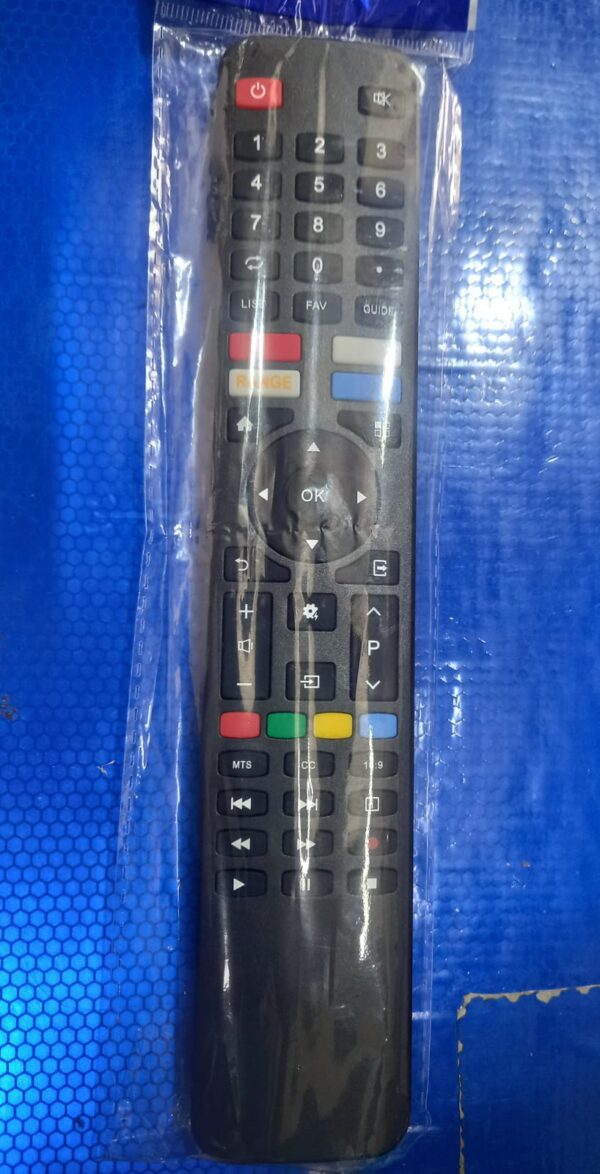 1 2 3
4 5 6
7 8 9
0 .
LIST FAV GUIDE
RANGE
OK
+
P
-
MTS CC 16:9